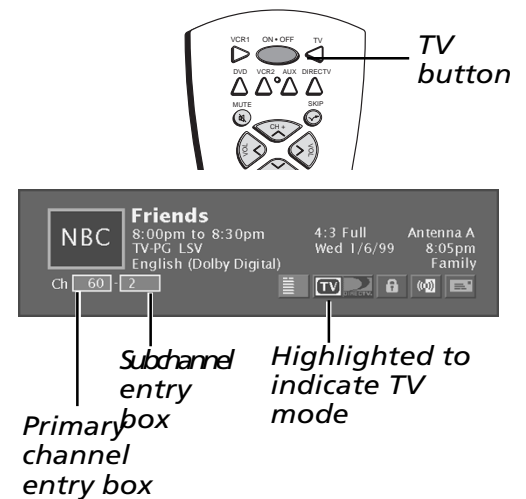 VCR1 ON • OFF TV
TV
button
DVD VCR2 AUX DIRECTV
MUTE SKIP
CH +
VOL VOL
Friends
NBC
8:00pm to 8:30pm 4:3 Full Antenna A
TV-PG LSV Wed 1/6/99 8:05pm
English (Dolby Digital) Family
Ch 60 - 2
TV
Subchannel
entry
box
Highlighted to
indicate TV
mode
Primary
channel
entry box